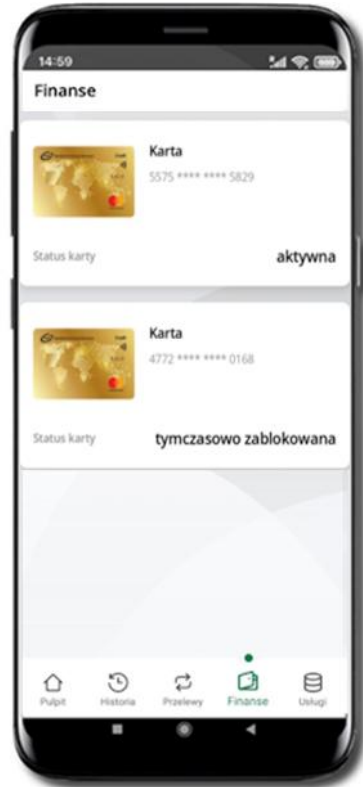 14:59
Finanse
Karta
5575 **** **** 5829
Status karty
aktywna
Karta
4772 **** **** 0168
Status karty
tymczasowo zablokowana
Pulpit
Historia
Przelewy
Finanse
Usługi